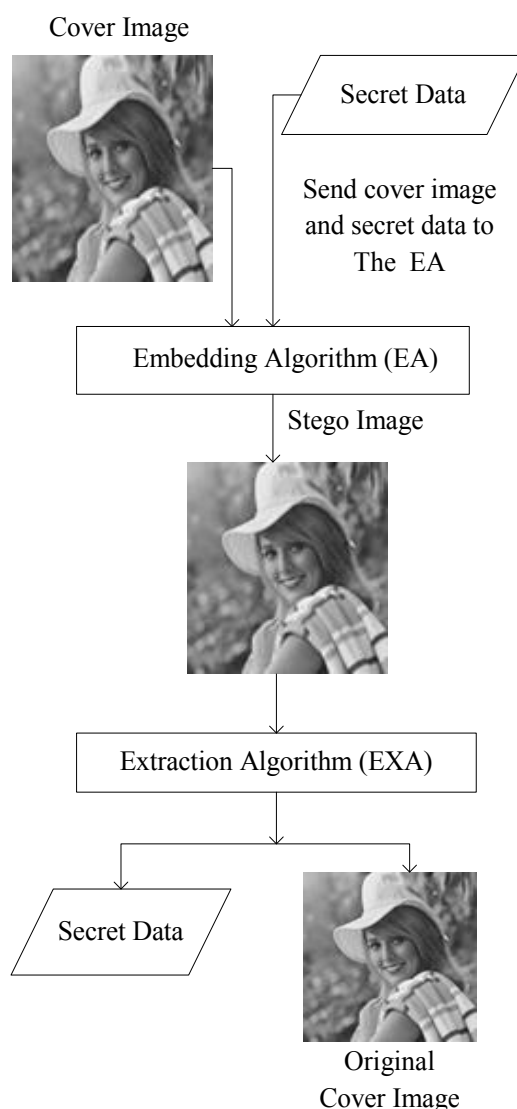 Cover Image
Secret Data
Send cover image
and secret data to
The EA
Embedding Algorithm (EA)
Stego Image
Extraction Algorithm (EXA)
Secret Data
Original
Cover Image